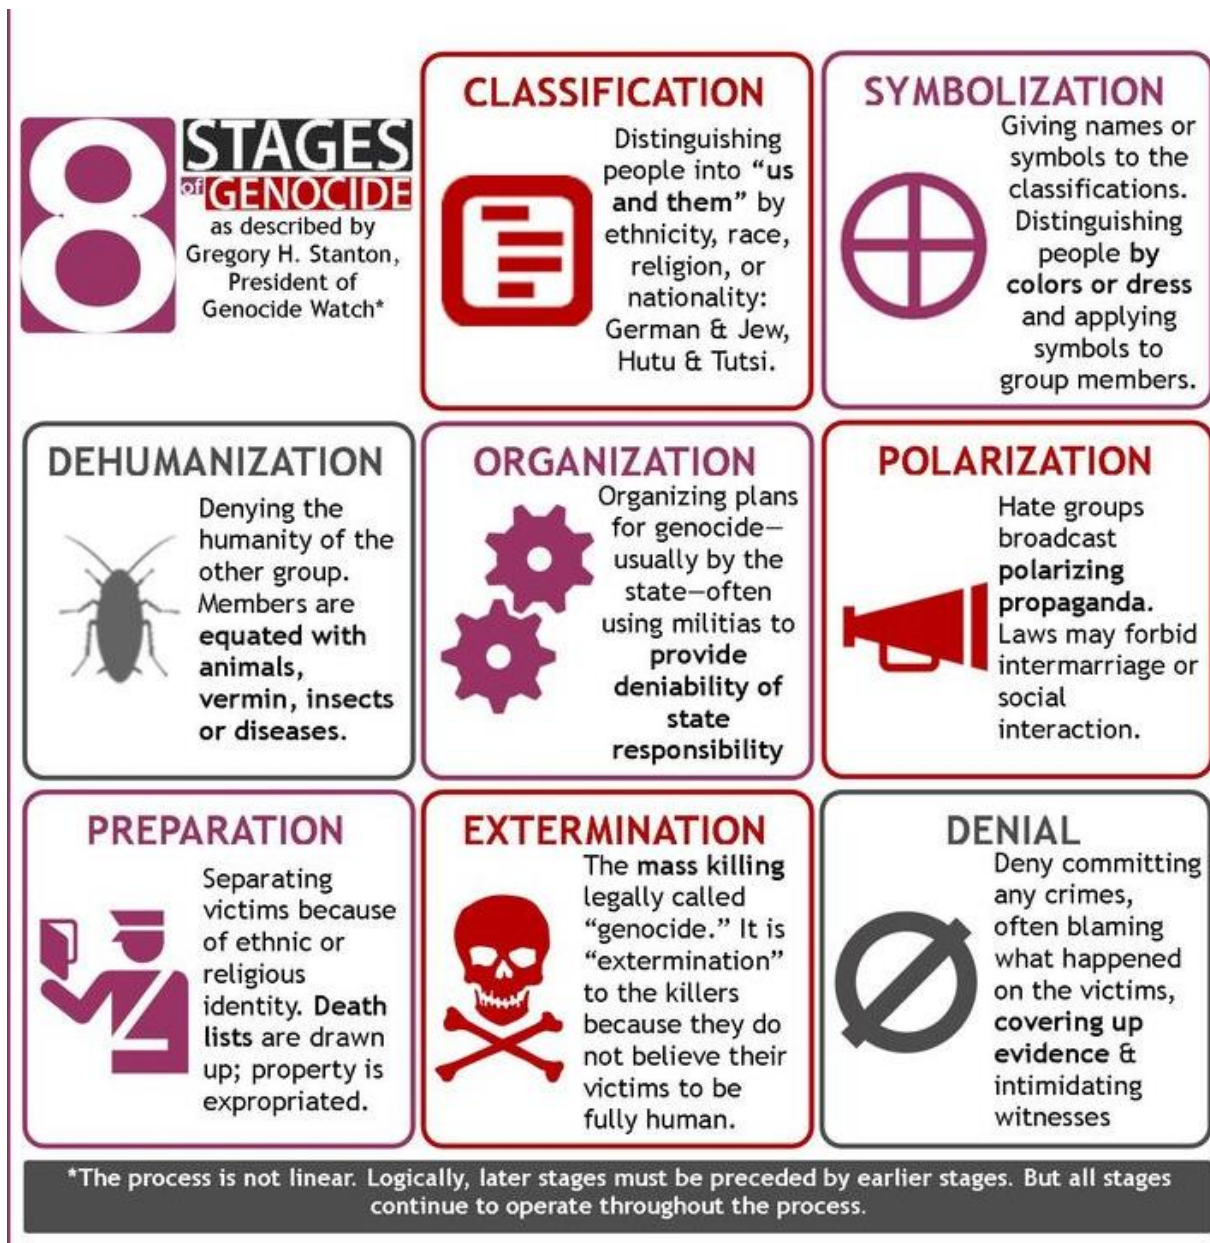 8
STAGES
of GENOCIDE
as described by
Gregory H. Stanton,
President of
Genocide Watch*
CLASSIFICATION
Distinguishing
people into “us
and them” by
ethnicity, race,
religion, or
nationality:
German & Jew,
Hutu & Tutsi.
SYMBOLIZATION
Giving names or
symbols to the
classifications.
Distinguishing
people by
colors or dress
and applying
symbols to
group members.
DEHUMANIZATION
Denying the
humanity of the
other group.
Members are
equated with
animals,
vermin, insects
or diseases.
ORGANIZATION
Organizing plans
for genocide—
usually by the
state—often
using militias to
provide
deniability of
state
responsibility
POLARIZATION
Hate groups
broadcast
polarizing
propaganda.
Laws may forbid
intermarriage or
social
interaction.
PREPARATION
Separating
victims because
of ethnic or
religious
identity. Death
lists are drawn
up; property is
expropriated.
EXTERMINATION
The mass killing
legally called
“genocide.” It is
“extermination”
to the killers
because they do
not believe their
victims to be
fully human.
DENIAL
Deny committing
any crimes,
often blaming
what happened
on the victims,
covering up
evidence &
intimidating
witnesses
*The process is not linear. Logically, later stages must be preceded by earlier stages. But all stages
continue to operate throughout the process.